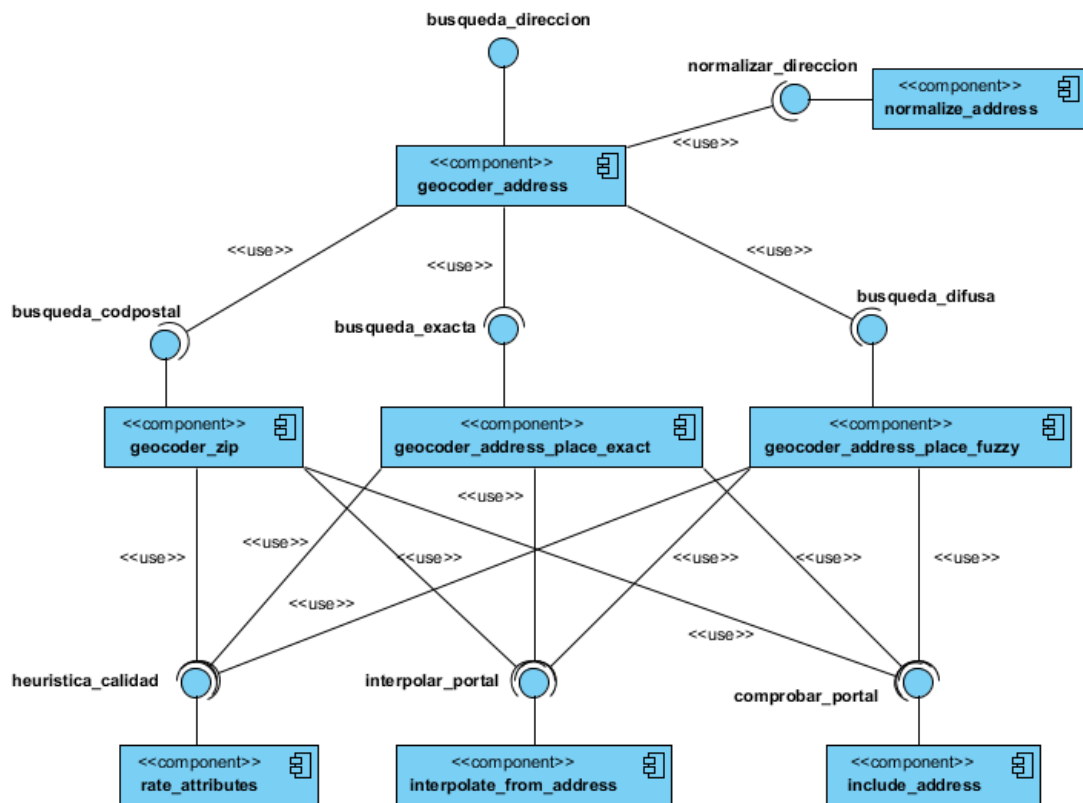 busqueda_direccion
normalizar_direccion
<<component>>
normalize_address
<<use>>
<<component>>
geocoder_address
<<use>>
<<use>>
<<use>>
busqueda_codpostal
busqueda_exacta
busqueda_difusa
<<component>>
geocoder_zip
<<component>>
geocoder_address_place_exact
<<component>>
geocoder_address_place_fuzzy
<<use>>
<<use>>
<<use>>
<<use>>
<<use>>
<<use>>
<<use>>
<<use>>
<<use>>
heuristica_calidad
interpolar_portal
comprobar_portal
<<component>>
rate_attributes
<<component>>
interpolate_from_address
<<component>>
include_address